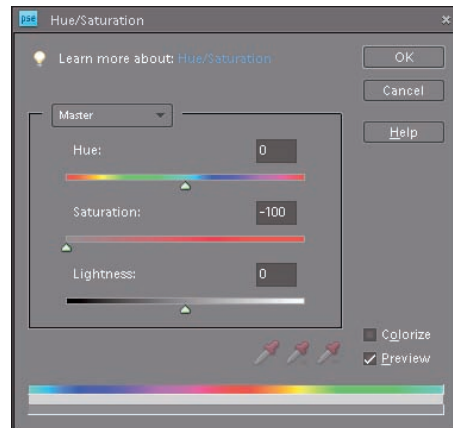 pse Hue/Saturation ×
Learn more about: Hue/Saturation
OK
Cancel
Help
Master
Hue: 0
Saturation: -100
Lightness: 0
Colorize
Preview